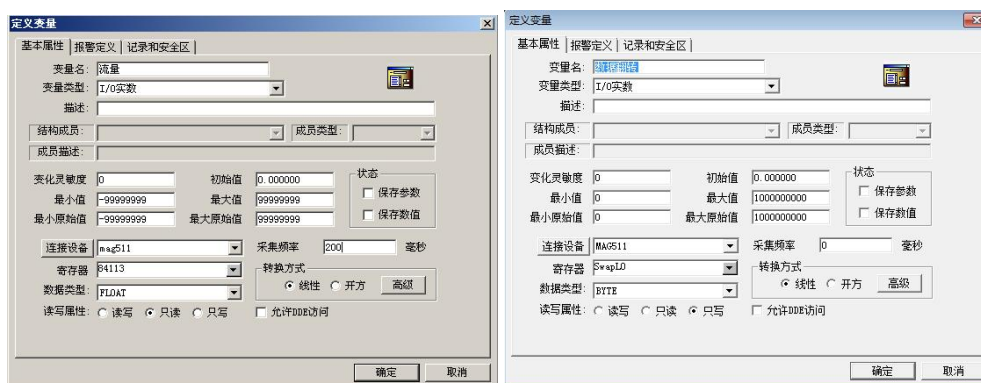 定义变量
基本属性 报警定义 记录和安全区
变量名: 流量
变量类型: I/O实数
描述:
结构成员: 成员类型:
成员描述:
变化灵敏度 0 初始值 0.000000 状态
最小值 -99999999 最大值 99999999 保存参数
最小原始值 -99999999 最大原始值 99999999 保存数值
连接设备 mag511 采集频率 200 毫秒
寄存器 84113 转换方式
数据类型: FLOAT 线性 开方 高级
读写属性: 读写 只读 只写 允许DDE访问
确定 取消
定义变量
基本属性 报警定义 记录和安全区
变量名: 数据翻转
变量类型: I/O实数
描述:
结构成员: 成员类型:
成员描述:
变化灵敏度 0 初始值 0.000000 状态
最小值 0 最大值 1000000000 保存参数
最小原始值 0 最大原始值 1000000000 保存数值
连接设备 MAG511 采集频率 0 毫秒
寄存器 SwapL0 转换方式
数据类型: BYTE 线性 开方 高级
读写属性: 读写 只读 只写 允许DDE访问
确定 取消